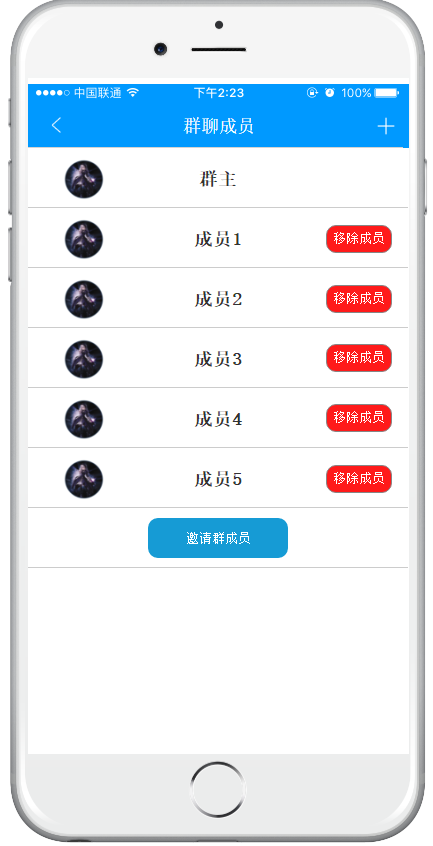 中国联通 下午2:23 100%
群聊成员
群主
成员1 移除成员
成员2 移除成员
成员3 移除成员
成员4 移除成员
成员5 移除成员
邀请群成员